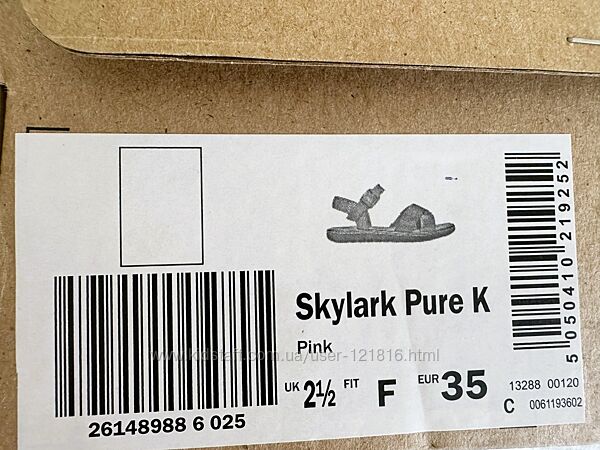 Skylark Pure K
Pink
www.kidstaff.com.ua/user-121816.html
UK 2½ FIT F EUR 35
26148988 6 025
5 050410 219252
13288 00120
C 0061193602